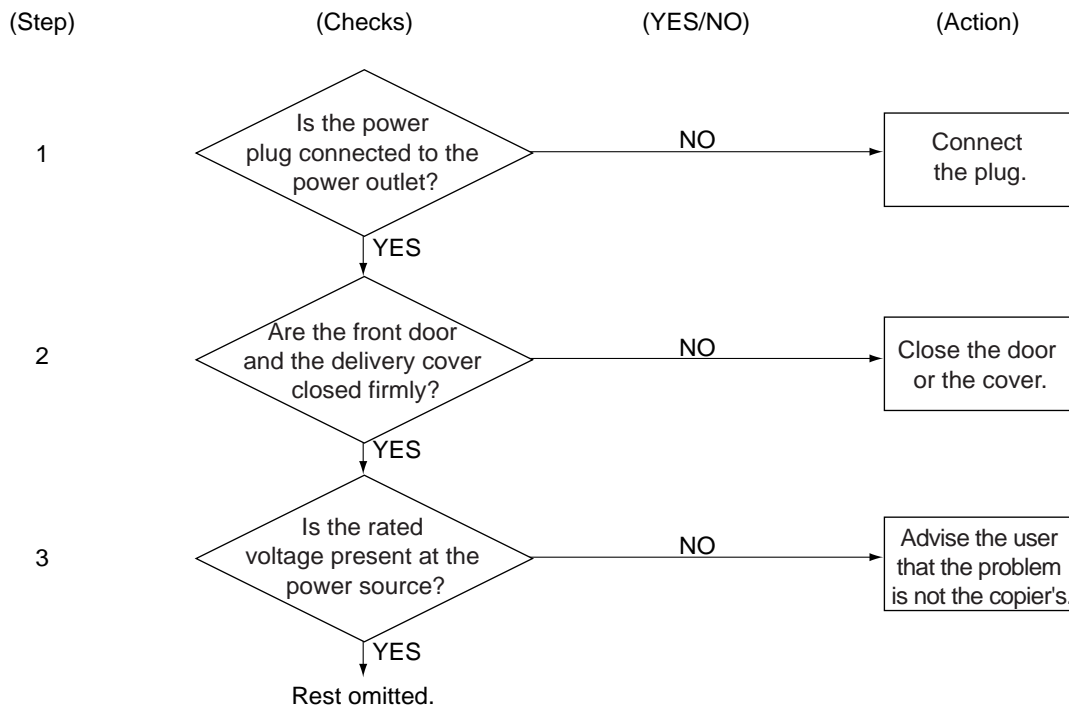 (Step) (Checks) (YES/NO) (Action)
1
Is the power
plug connected to the
power outlet?
NO
Connect
the plug.
YES
2
Are the front door
and the delivery cover
closed firmly?
NO
Close the door
or the cover.
YES
3
Is the rated
voltage present at the
power source?
NO
Advise the user
that the problem
is not the copier's.
YES
Rest omitted.